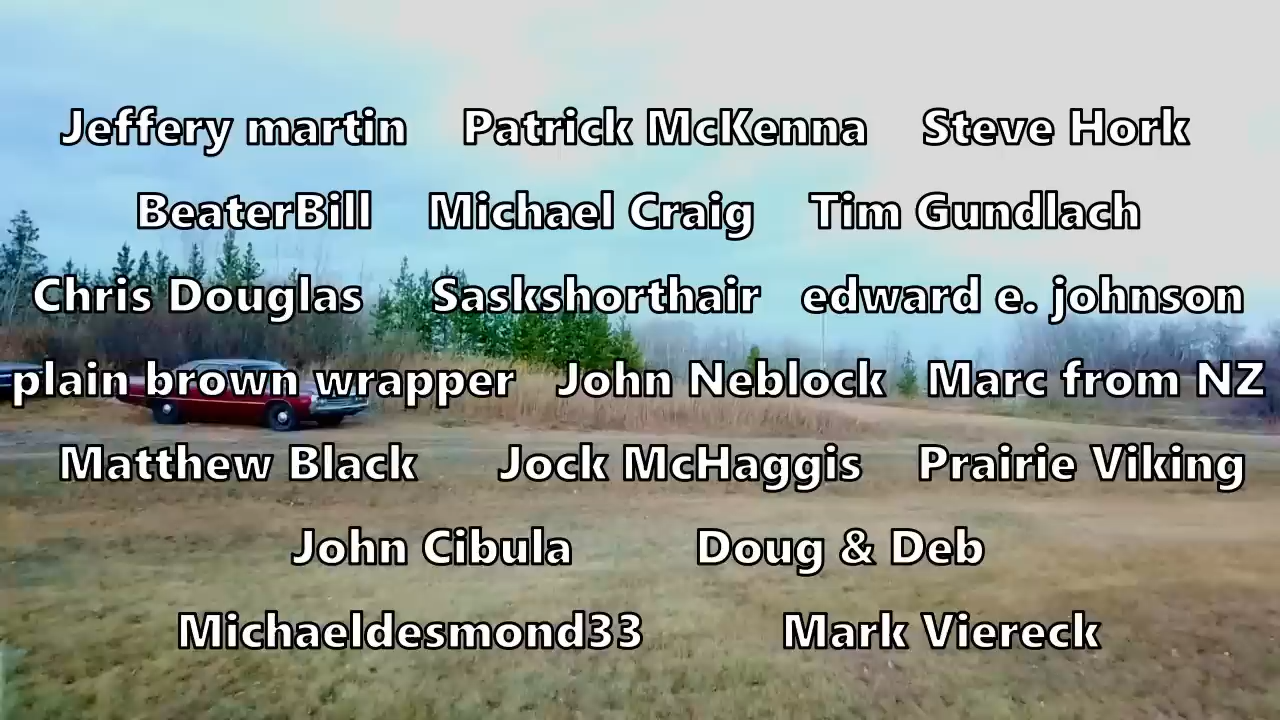 Jeffery martin Patrick McKenna Steve Hork
BeaterBill Michael Craig Tim Gundlach
Chris Douglas Saskshorthair edward e. johnson
plain brown wrapper John Neblock Marc from NZ
Matthew Black Jock McHaggis Prairie Viking
John Cibula Doug & Deb
Michaeldesmond33 Mark Viereck